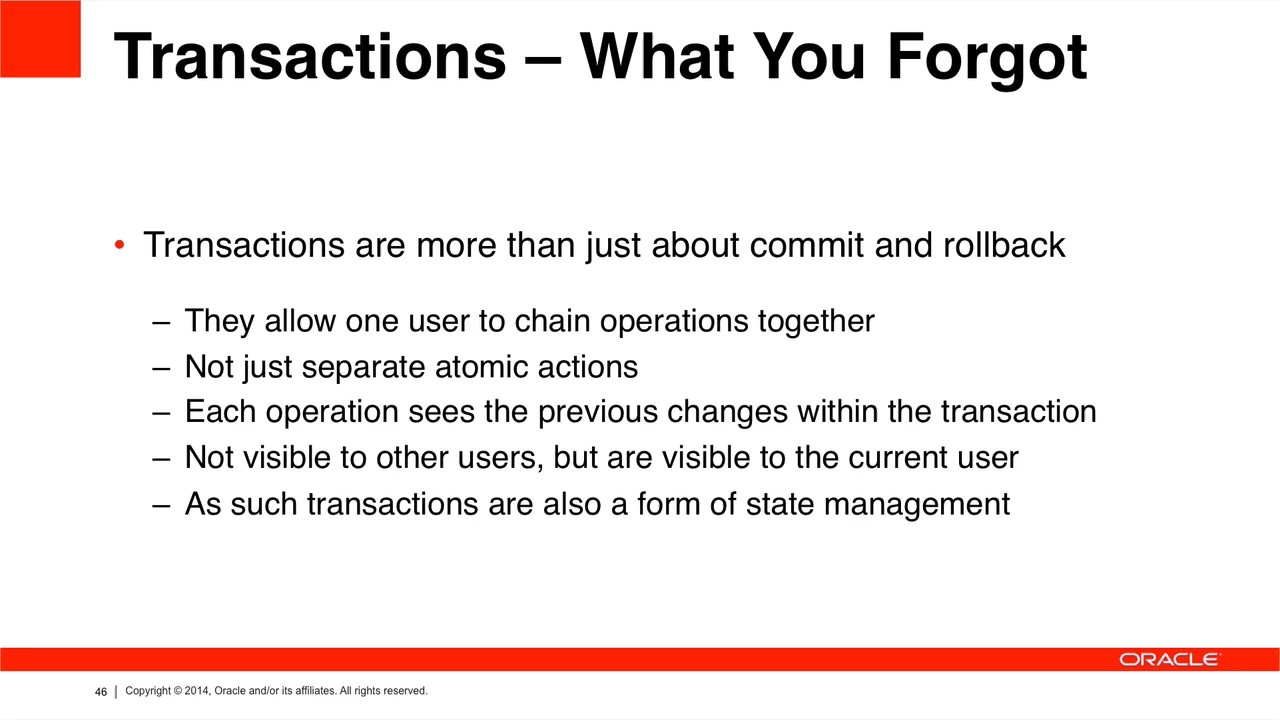 Transactions – What You Forgot
• Transactions are more than just about commit and rollback
– They allow one user to chain operations together
– Not just separate atomic actions
– Each operation sees the previous changes within the transaction
– Not visible to other users, but are visible to the current user
– As such transactions are also a form of state management
ORACLE
46 | Copyright © 2014, Oracle and/or its affiliates. All rights reserved.